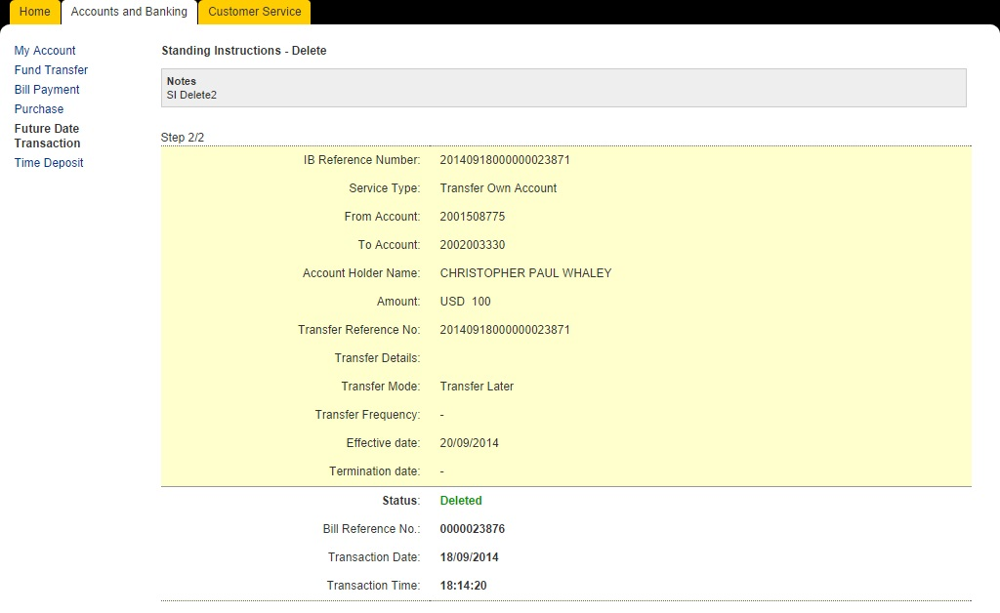 Home Accounts and Banking Customer Service
My Account
Fund Transfer
Bill Payment
Purchase
Future Date
Transaction
Time Deposit
Standing Instructions - Delete
Notes
SI Delete2
Step 2/2
IB Reference Number: 20140918000000023871
Service Type: Transfer Own Account
From Account: 2001508775
To Account: 2002003330
Account Holder Name: CHRISTOPHER PAUL WHALEY
Amount: USD 100
Transfer Reference No: 20140918000000023871
Transfer Details:
Transfer Mode: Transfer Later
Transfer Frequency: -
Effective date: 20/09/2014
Termination date: -
Status: Deleted
Bill Reference No.: 0000023876
Transaction Date: 18/09/2014
Transaction Time: 18:14:20